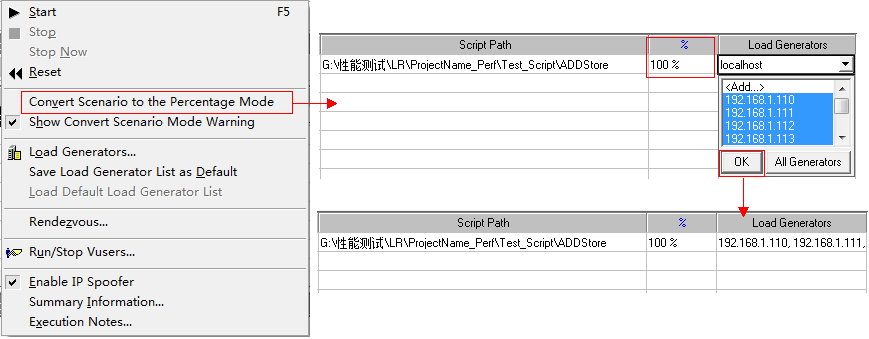 Start F5
Stop
Stop Now
Reset
Convert Scenario to the Percentage Mode
Show Convert Scenario Mode Warning
Load Generators...
Save Load Generator List as Default
Load Default Load Generator List
Rendezvous...
Run/Stop Vusers...
Enable IP Spoofer
Summary Information...
Execution Notes...
Script Path % Load Generators
G:\性能测试\LR\ProjectName_Perf\Test_Script\ADDStore 100 % localhost
<Add...>
192.168.1.110
192.168.1.111
192.168.1.112
192.168.1.113
OK All Generators
Script Path % Load Generators
G:\性能测试\LR\ProjectName_Perf\Test_Script\ADDStore 100 % 192.168.1.110, 192.168.1.111,